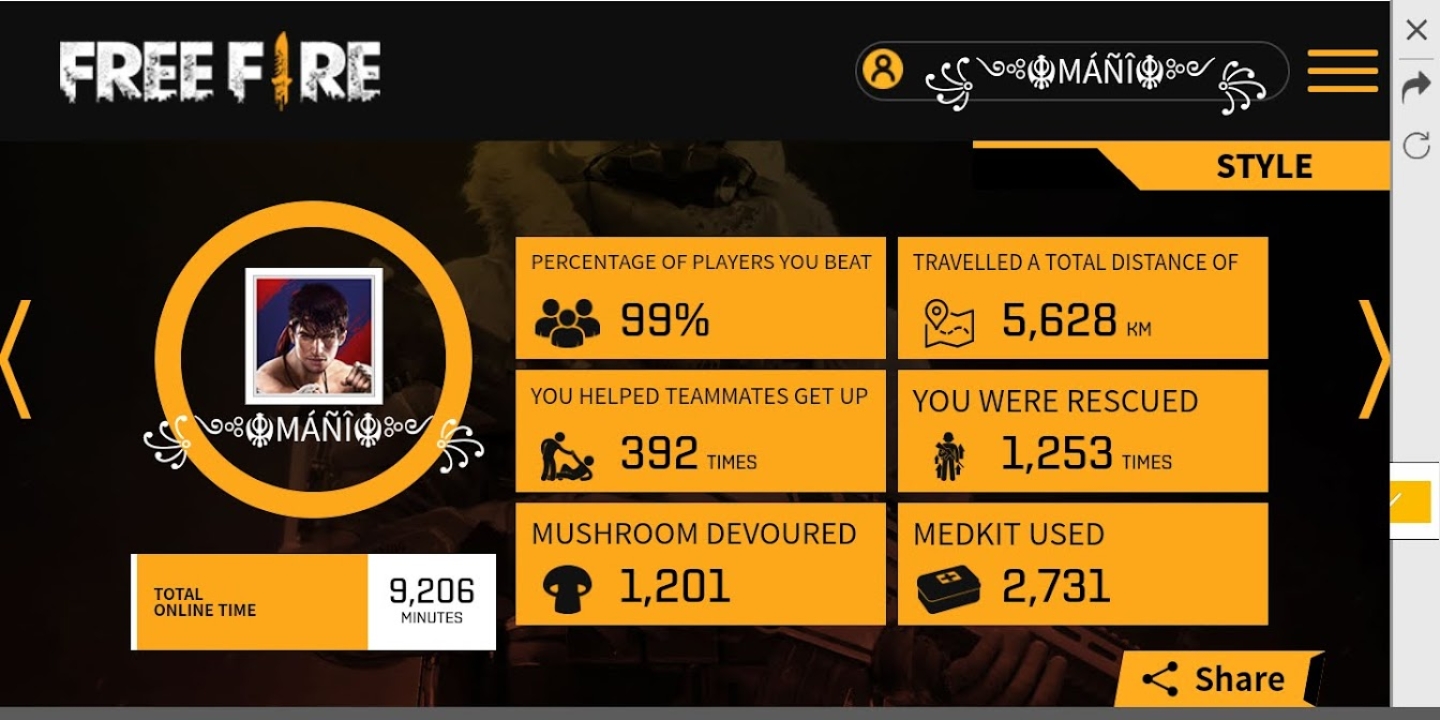 FREE FIRE
MÁÑÎ
STYLE
PERCENTAGE OF PLAYERS YOU BEAT
99%
TRAVELLED A TOTAL DISTANCE OF
5,628 KM
YOU HELPED TEAMMATES GET UP
392 TIMES
YOU WERE RESCUED
1,253 TIMES
MÁÑÎ
MUSHROOM DEVOURED
1,201
MEDKIT USED
2,731
TOTAL
ONLINE TIME
9,206
MINUTES
Share